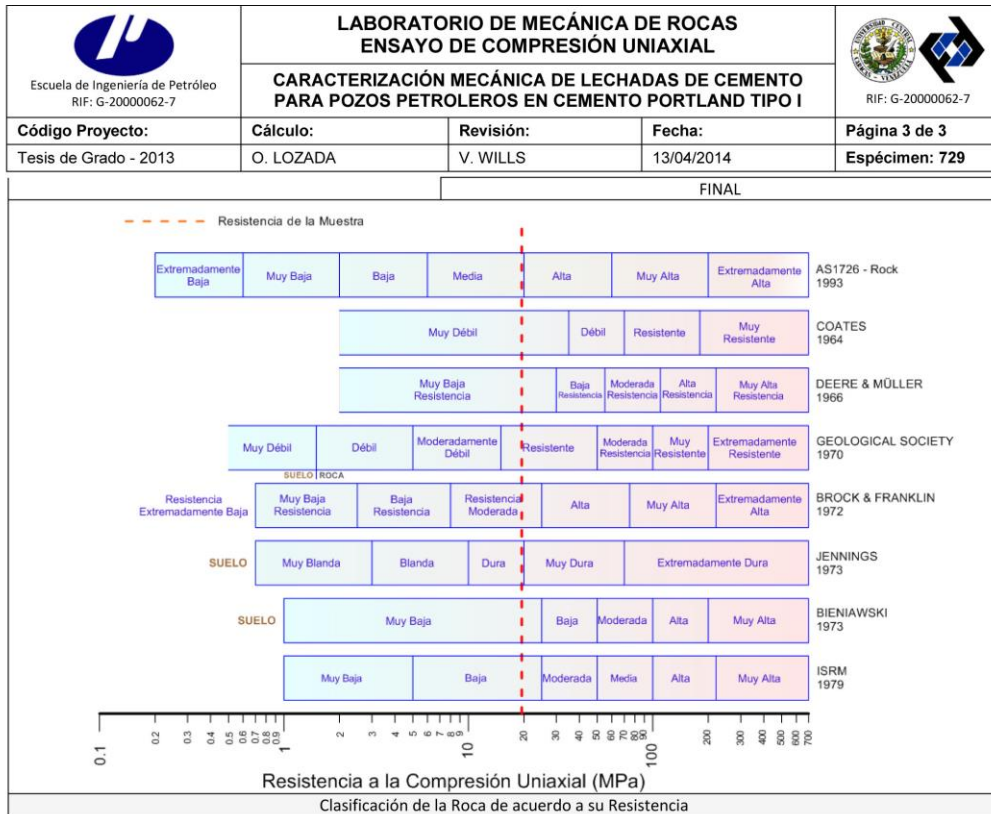 LABORATORIO DE MECÁNICA DE ROCAS
ENSAYO DE COMPRESIÓN UNIAXIAL
CARACTERIZACIÓN MECÁNICA DE LECHADAS DE CEMENTO
PARA POZOS PETROLEROS EN CEMENTO PORTLAND TIPO I
Escuela de Ingeniería de Petróleo
RIF: G-20000062-7
RIF: G-20000062-7
Código Proyecto: Cálculo: Revisión: Fecha: Página 3 de 3
Tesis de Grado - 2013 O. LOZADA V. WILLS 13/04/2014 Espécimen: 729
FINAL
Resistencia de la Muestra
Extremadamente
Baja
Muy Baja
Baja
Media
Alta
Muy Alta
Extremadamente
Alta
AS1726 - Rock
1993
Muy Débil
Débil
Resistente
Muy
Resistente
COATES
1964
Muy Baja
Resistencia
Baja
Resistencia
Moderada
Resistencia
Alta
Resistencia
Muy Alta
Resistencia
DEERE & MÜLLER
1966
Muy Débil
Débil
Moderadamente
Débil
Resistente
Moderada
Resistencia
Muy
Resistente
Extremadamente
Resistente
GEOLOGICAL SOCIETY
1970
SUELO ROCA
Resistencia
Extremadamente Baja
Muy Baja
Resistencia
Baja
Resistencia
Resistencia
Moderada
Alta
Muy Alta
Extremadamente
Alta
BROCK & FRANKLIN
1972
SUELO
Muy Blanda
Blanda
Dura
Muy Dura
Extremadamente Dura
JENNINGS
1973
SUELO
Muy Baja
Baja
Moderada
Alta
Muy Alta
BIENIAWSKI
1973
Muy Baja
Baja
Moderada
Media
Alta
Muy Alta
ISRM
1979
0.1 0.2 0.3 0.4 0.5 0.6 0.7 0.8 0.9 1 2 3 4 5 6 7 8 9 10 20 30 40 50 60 70 80 90 100 200 300 400 500 600 700
Resistencia a la Compresión Uniaxial (MPa)
Clasificación de la Roca de acuerdo a su Resistencia